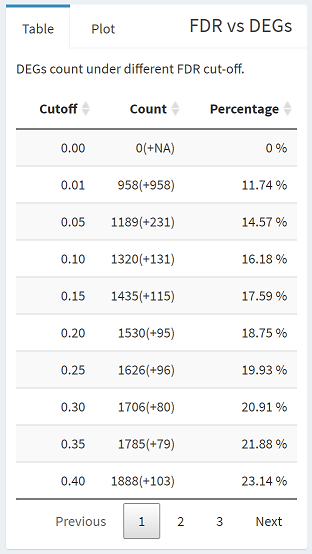 Table Plot FDR vs DEGs
DEGs count under different FDR cut-off.
Cutoff Count Percentage
0.00 0(+NA) 0 %
0.01 958(+958) 11.74 %
0.05 1189(+231) 14.57 %
0.10 1320(+131) 16.18 %
0.15 1435(+115) 17.59 %
0.20 1530(+95) 18.75 %
0.25 1626(+96) 19.93 %
0.30 1706(+80) 20.91 %
0.35 1785(+79) 21.88 %
0.40 1888(+103) 23.14 %
Previous 1 2 3 Next